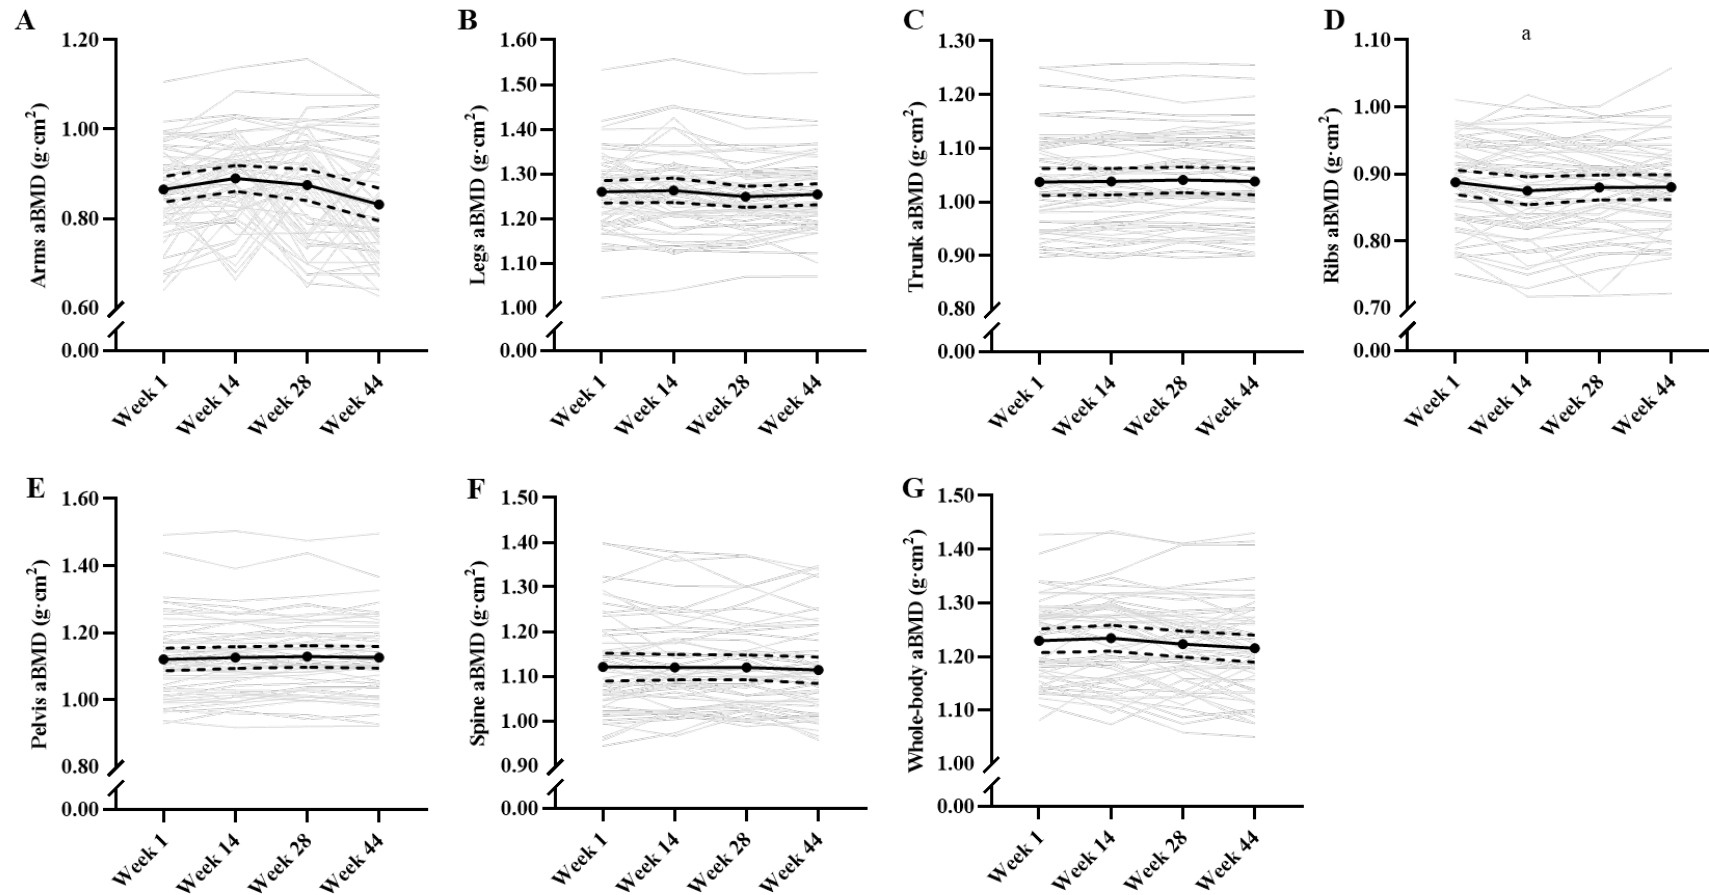 A
Arms aBMD (g·cm²)
1.20
1.00
0.80
0.60
0.00
Week 1
Week 14
Week 28
Week 44
B
Legs aBMD (g·cm²)
1.60
1.50
1.40
1.30
1.20
1.10
1.00
0.00
Week 1
Week 14
Week 28
Week 44
C
Trunk aBMD (g·cm²)
1.30
1.20
1.10
1.00
0.90
0.80
0.00
Week 1
Week 14
Week 28
Week 44
D
a
Ribs aBMD (g·cm²)
1.10
1.00
0.90
0.80
0.70
0.00
Week 1
Week 14
Week 28
Week 44
E
Pelvis aBMD (g·cm²)
1.60
1.40
1.20
1.00
0.80
0.00
Week 1
Week 14
Week 28
Week 44
F
Spine aBMD (g·cm²)
1.50
1.40
1.30
1.20
1.10
1.00
0.90
0.00
Week 1
Week 14
Week 28
Week 44
G
Whole-body aBMD (g·cm²)
1.50
1.40
1.30
1.20
1.10
1.00
0.00
Week 1
Week 14
Week 28
Week 44